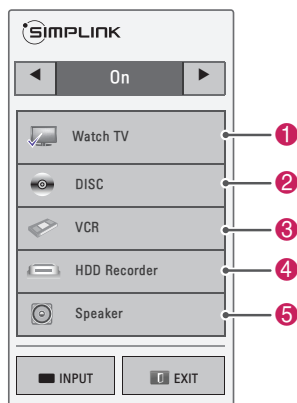 SIMPLINK
◀ On ▶
Watch TV 1
DISC 2
VCR 3
HDD Recorder 4
Speaker 5
INPUT EXIT